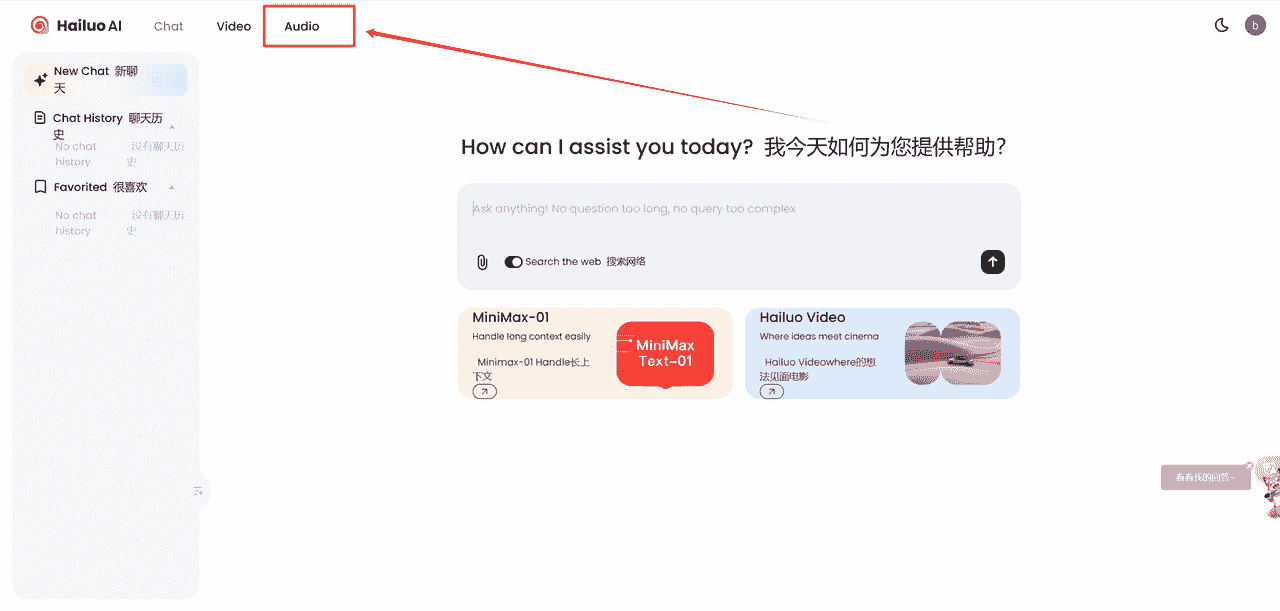 Hailuo AI Chat Video Audio b
New Chat 新聊
天
Chat History 聊天历
史
No chat 没有聊天历
history 史
Favorited 很喜欢
No chat 没有聊天历
history 史
How can I assist you today? 我今天如何为您提供帮助?
Ask anything! No question too long, no query too complex
Search the web 搜索网络
MiniMax-01
Handle long context easily
Minimax-01 Handle长上
下文
MiniMax
Text-01
Hailuo Video
Where ideas meet cinema
Hailuo Videowhere的想
法见面电影
看看我的回答~